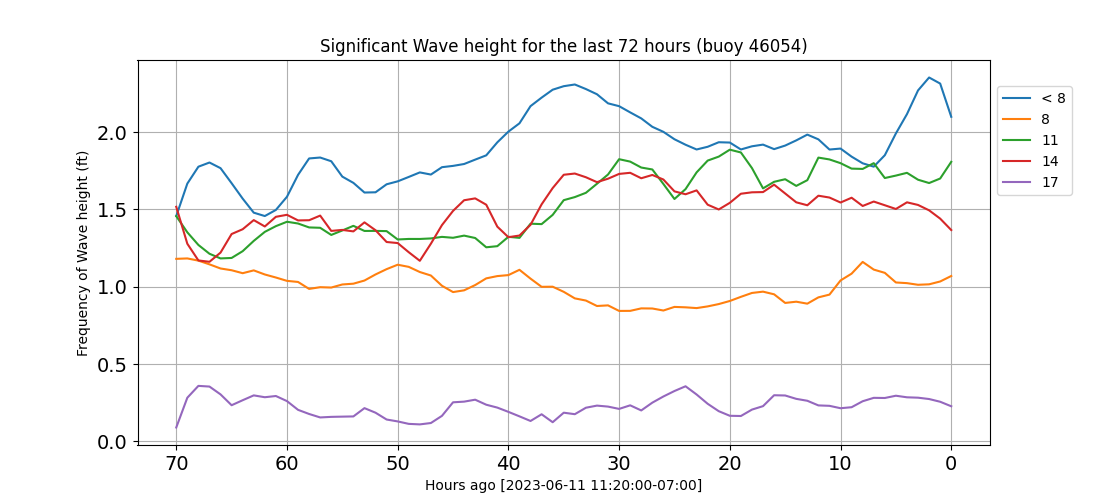 Significant Wave height for the last 72 hours (buoy 46054)
Frequency of Wave height (ft)
2.0
1.5
1.0
0.5
0.0
70 60 50 40 30 20 10 0
Hours ago [2023-06-11 11:20:00-07:00]
< 8
8
11
14
17